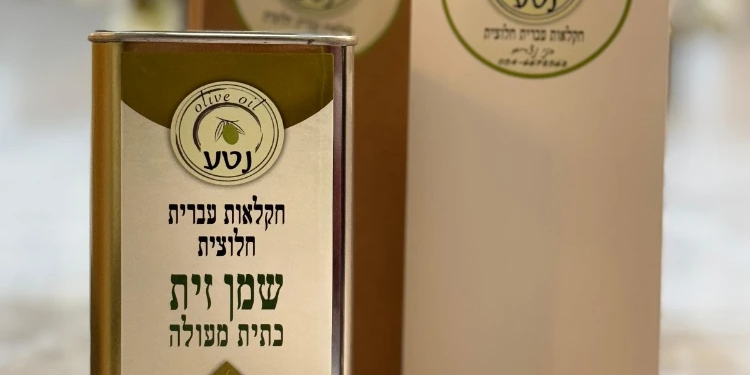 olive oil
נטע
חקלאות עברית
חלוצית
שמן זית
כתית מעולה
נטע
חקלאות עברית חלוצית